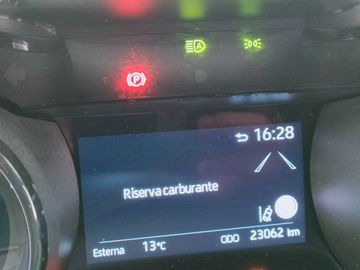 A
P
16:28
Riserva carburante
Esterna 13°C ODO 23062 km